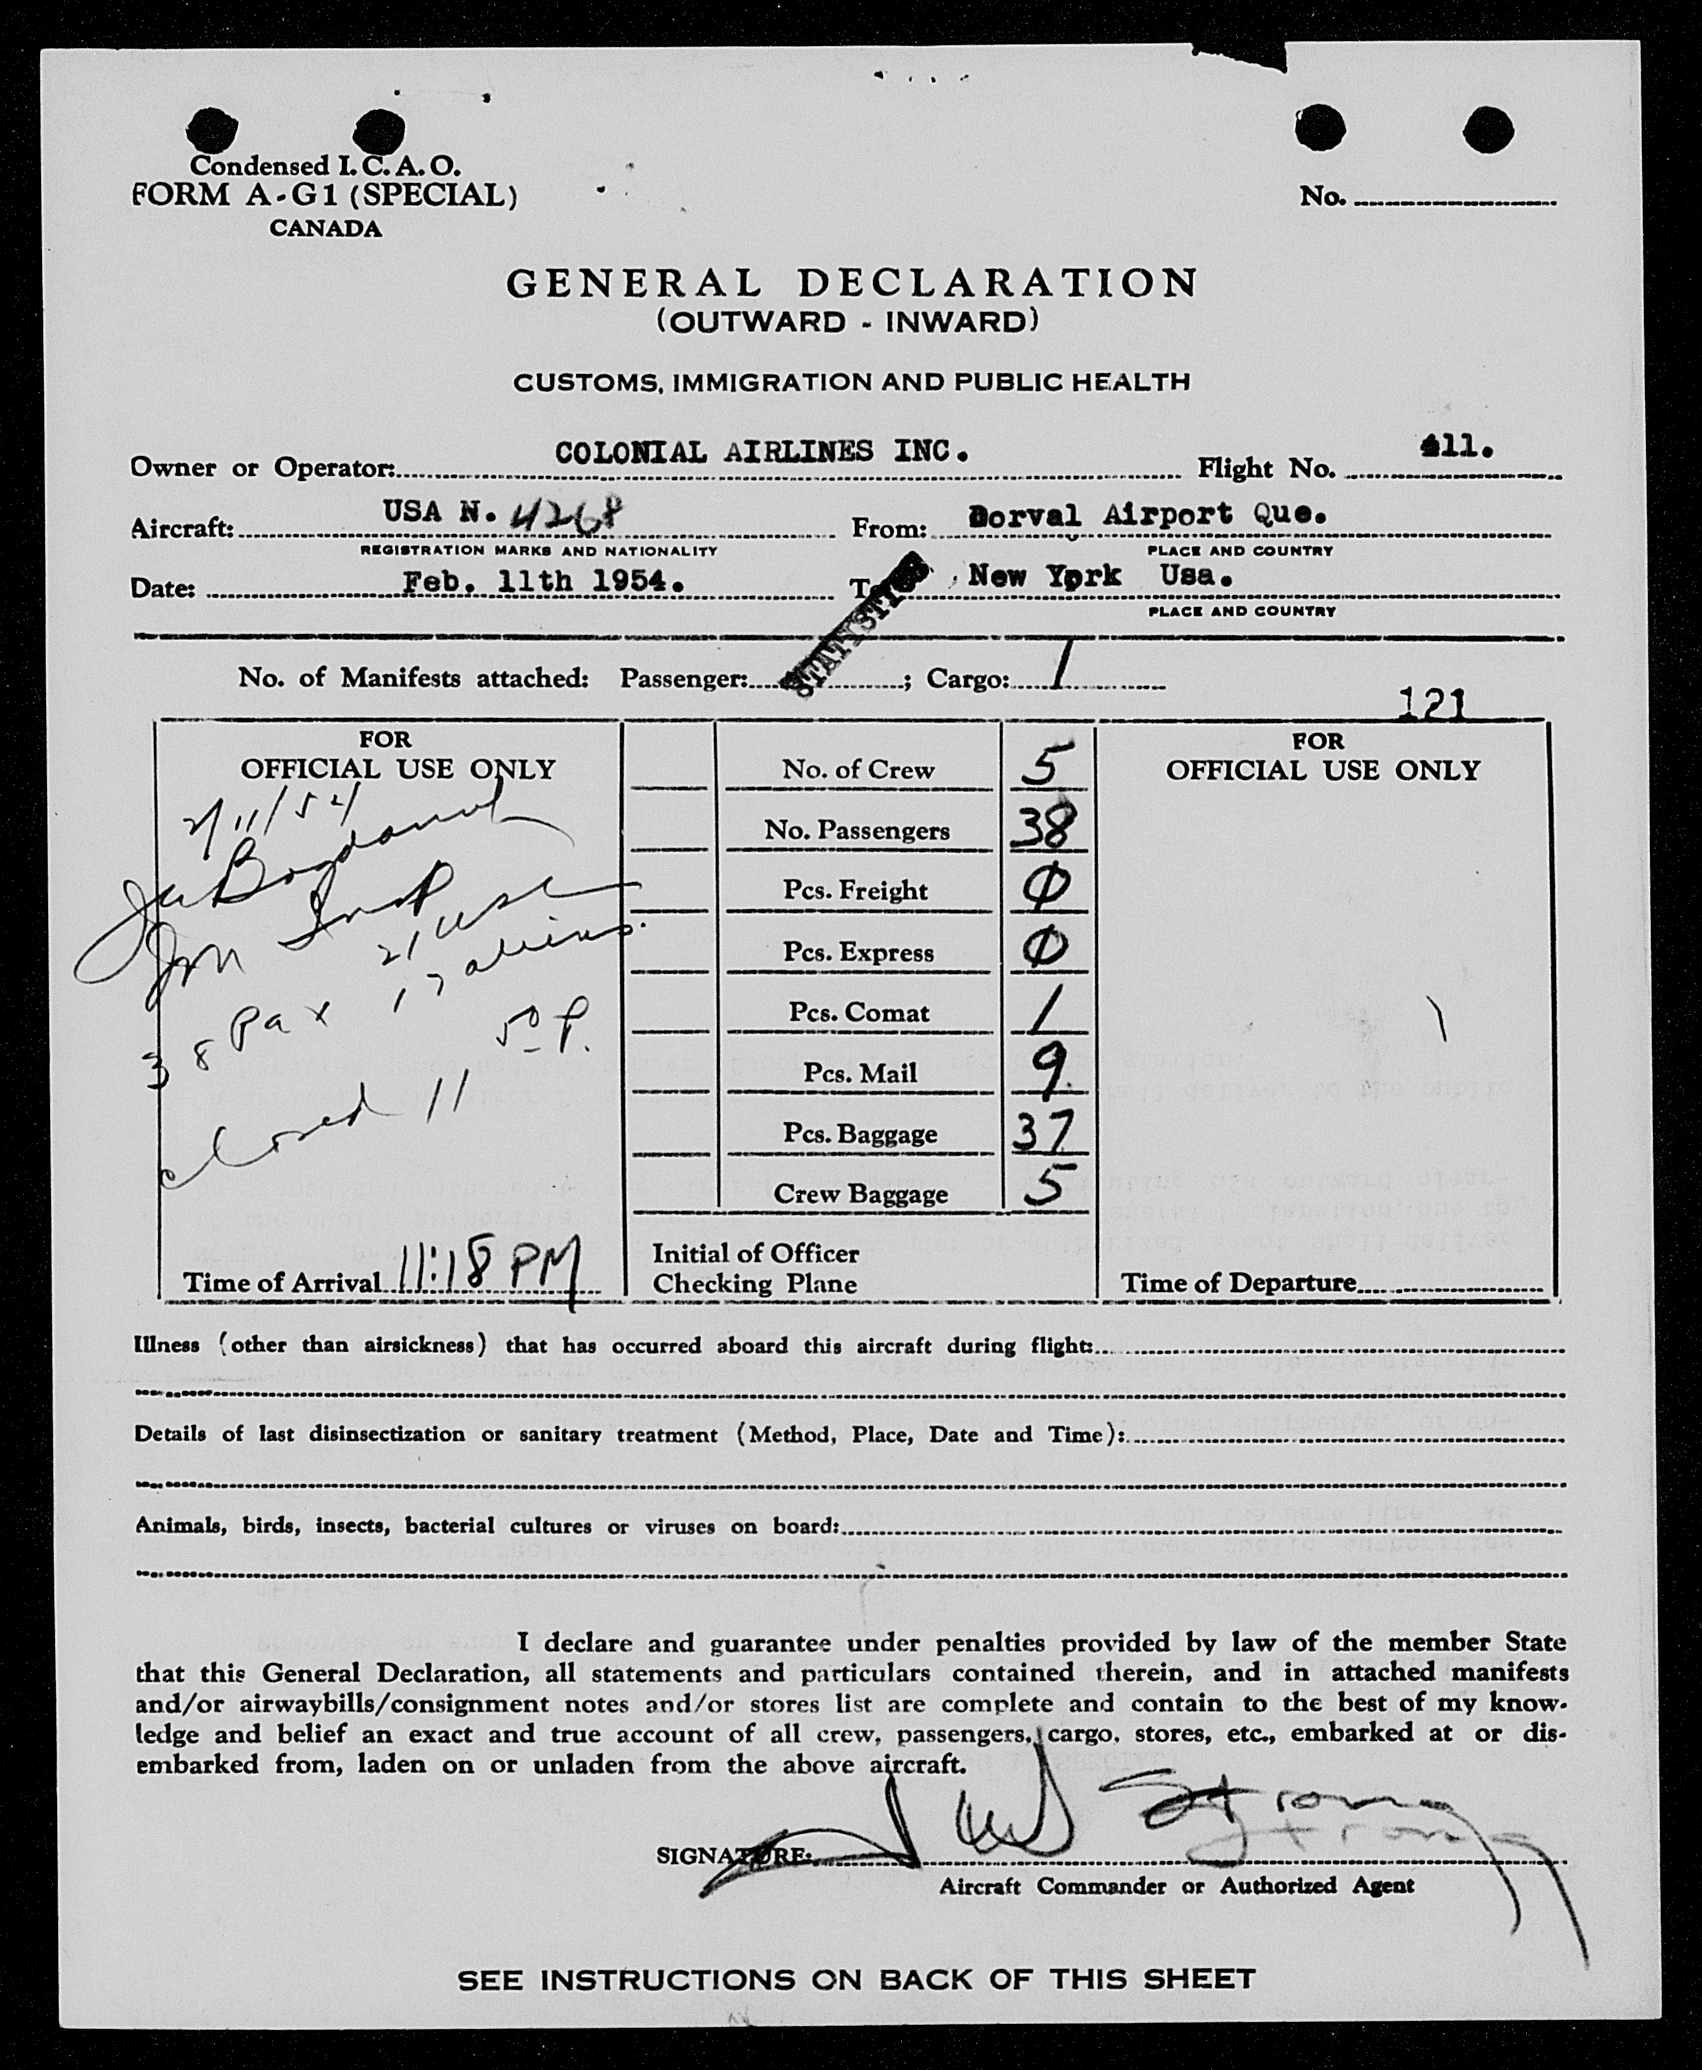 Condensed I.C.A.O.
FORM A-G1 (SPECIAL)
CANADA
No.
GENERAL DECLARATION
(OUTWARD - INWARD)
CUSTOMS, IMMIGRATION AND PUBLIC HEALTH
Owner or Operator: COLONIAL AIRLINES INC. Flight No. 411.
Aircraft: USA N. 4268 From: Dorval Airport Que.
REGISTRATION MARKS AND NATIONALITY PLACE AND COUNTRY
Date: Feb. 11th 1954. To: New York Usa.
PLACE AND COUNTRY
STATISTICS
No. of Manifests attached: Passenger: ; Cargo: 1
121
FOR
OFFICIAL USE ONLY
2/11/54
Imm Insp
21 USC
38 Pax 17 aliens
closed 11 50 P.
Time of Arrival 11:18 PM
No. of Crew 5
No. Passengers 38
Pcs. Freight 0
Pcs. Express 0
Pcs. Comat 1
Pcs. Mail 9
Pcs. Baggage 37
Crew Baggage 5
Initial of Officer
Checking Plane
FOR
OFFICIAL USE ONLY
Time of Departure
Illness (other than airsickness) that has occurred aboard this aircraft during flight:
Details of last disinsectization or sanitary treatment (Method, Place, Date and Time):
Animals, birds, insects, bacterial cultures or viruses on board:
I declare and guarantee under penalties provided by law of the member State
that this General Declaration, all statements and particulars contained therein, and in attached manifests
and/or airwaybills/consignment notes and/or stores list are complete and contain to the best of my know-
ledge and belief an exact and true account of all crew, passengers, cargo, stores, etc., embarked at or dis-
embarked from, laden on or unladen from the above aircraft.
SIGNATURE: Strong
Aircraft Commander or Authorized Agent
SEE INSTRUCTIONS ON BACK OF THIS SHEET